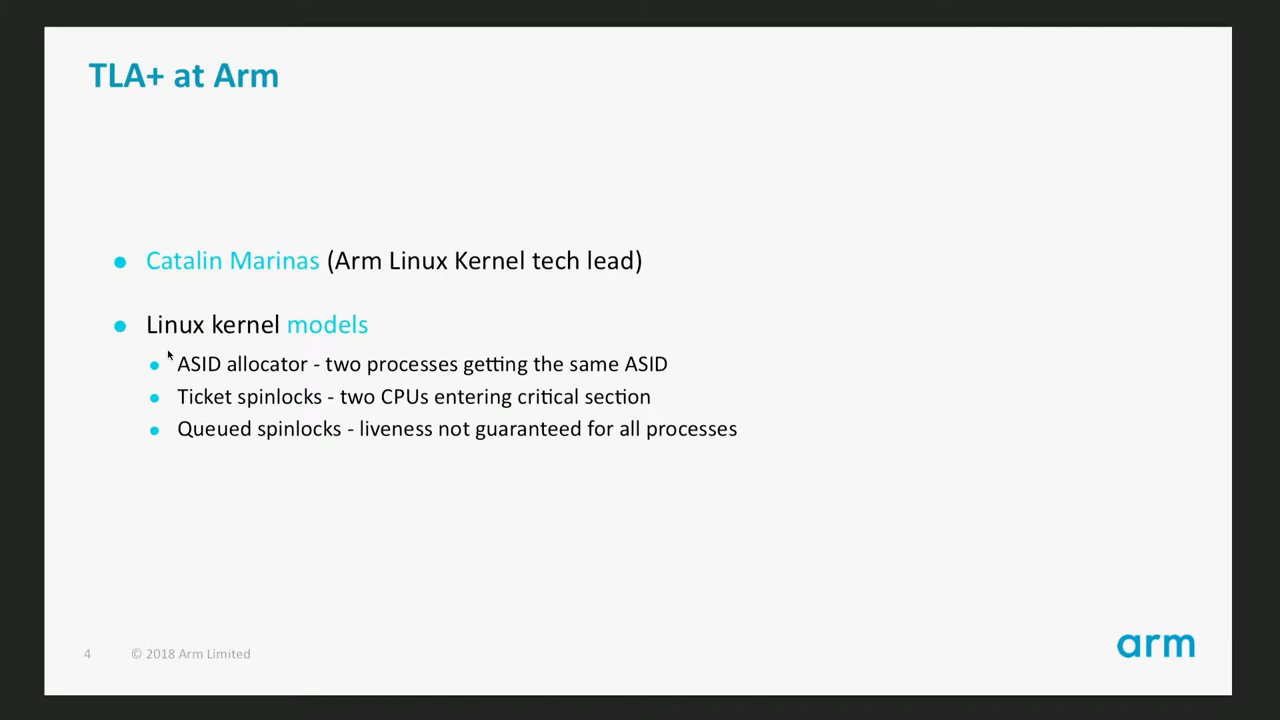 TLA+ at Arm
Catalin Marinas (Arm Linux Kernel tech lead)
Linux kernel models
ASID allocator - two processes getting the same ASID
Ticket spinlocks - two CPUs entering critical section
Queued spinlocks - liveness not guaranteed for all processes
4 © 2018 Arm Limited
arm